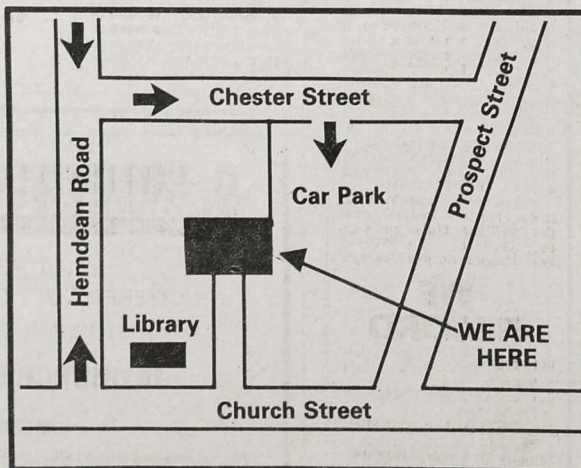 Chester Street
Prospect Street
Hemdean Road
Car Park
Library
WE ARE
HERE
Church Street